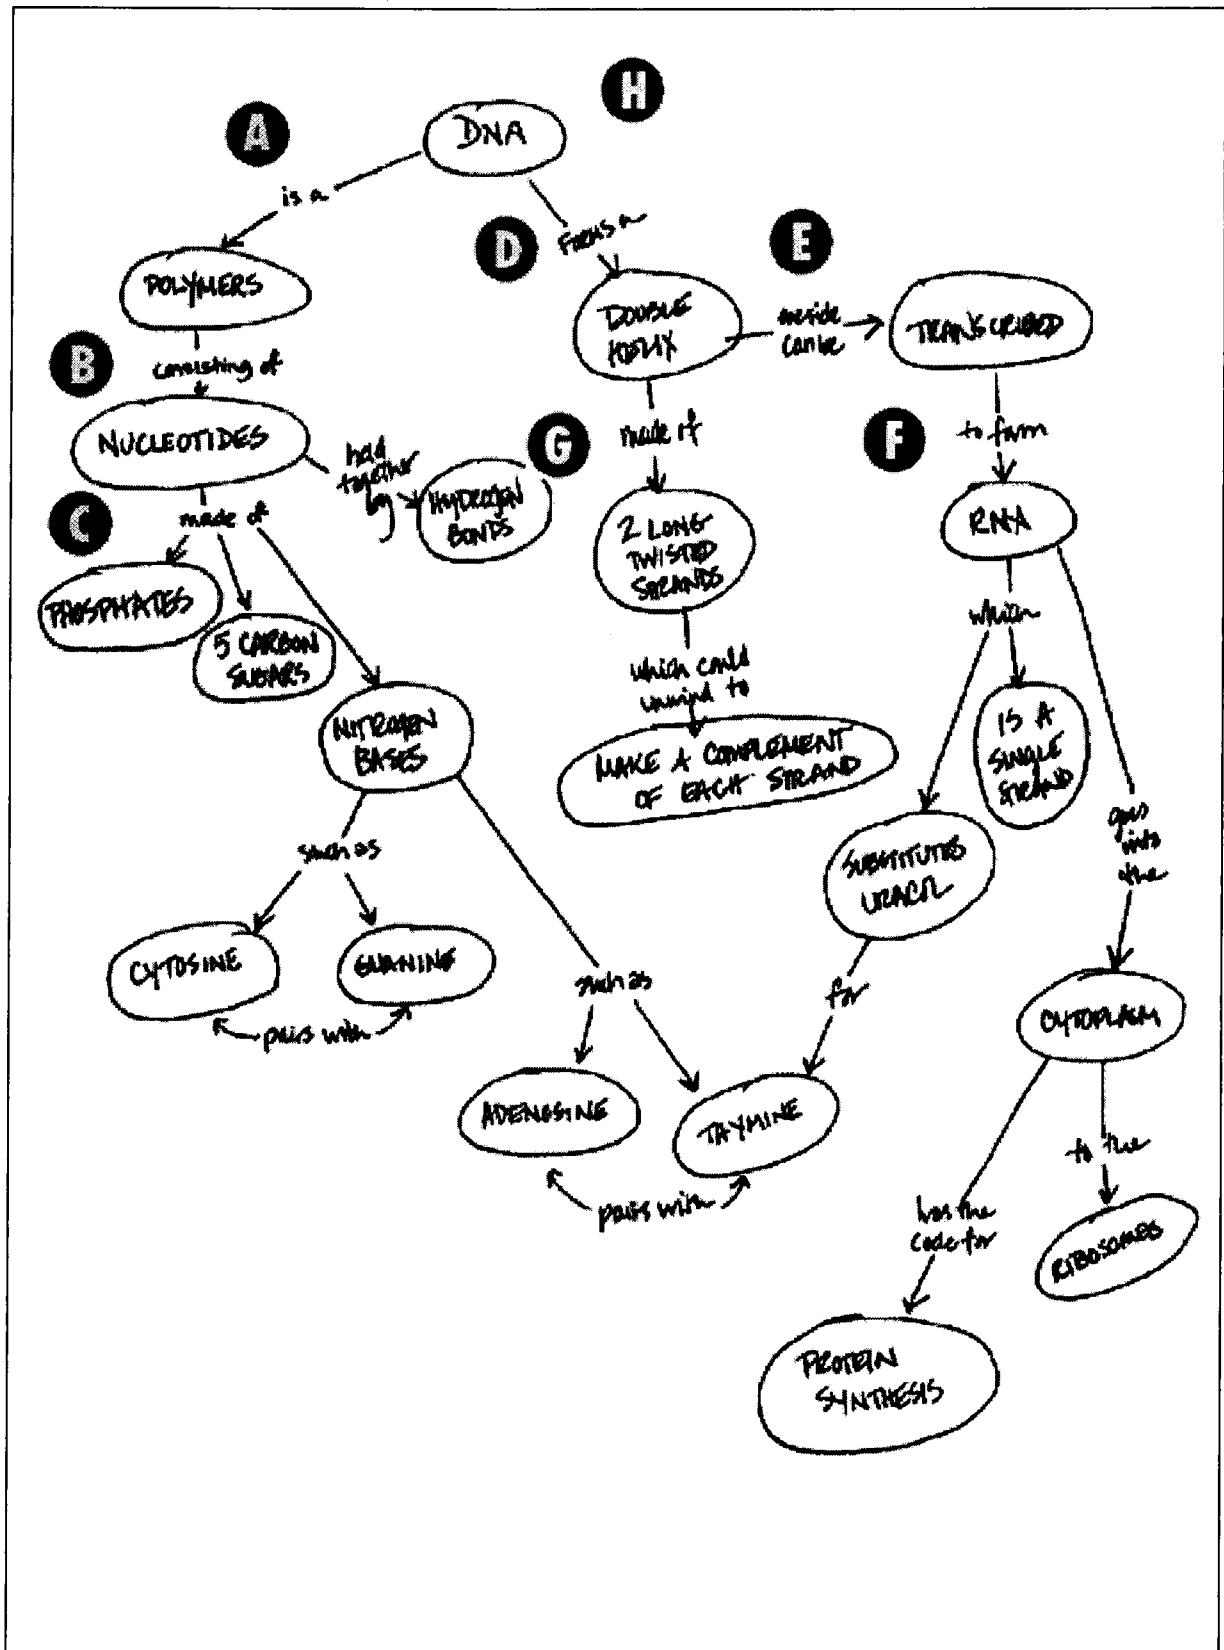 H
A
DNA
is a
D
Forms a
E
POLYMERS
DOUBLE
HELIX
inside
can be
TRANSCRIBED
B
consisting of
NUCLEOTIDES
held
together
by
HYDROGEN
BONDS
G
made of
F
to form
C
made of
2 LONG
TWISTED
STRANDS
RNA
PHOSPHATES
5 CARBON
SUGARS
which
which could
unwind to
NITROGEN
BASES
IS A
SINGLE
STRAND
MAKE A COMPLEMENT
OF EACH STRAND
goes
into
the
such as
SUBSTITUTES
URACIL
CYTOSINE
GUANINE
such as
for
pairs with
CYTOPLASM
ADENOSINE
THYMINE
to the
pairs with
has the
code for
RIBOSOMES
PROTEIN
SYNTHESIS